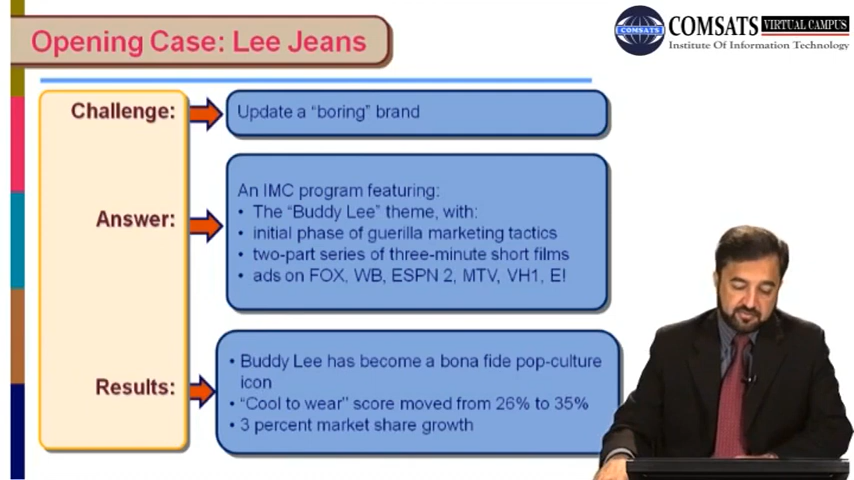 Opening Case: Lee Jeans
COMSATS VIRTUAL CAMPUS
Institute Of Information Technology
COMSATS
Challenge:
Update a "boring" brand
Answer:
An IMC program featuring:
• The "Buddy Lee" theme, with:
• initial phase of guerilla marketing tactics
• two-part series of three-minute short films
• ads on FOX, WB, ESPN 2, MTV, VH1, E!
Results:
• Buddy Lee has become a bona fide pop-culture
icon
• "Cool to wear" score moved from 26% to 35%
• 3 percent market share growth